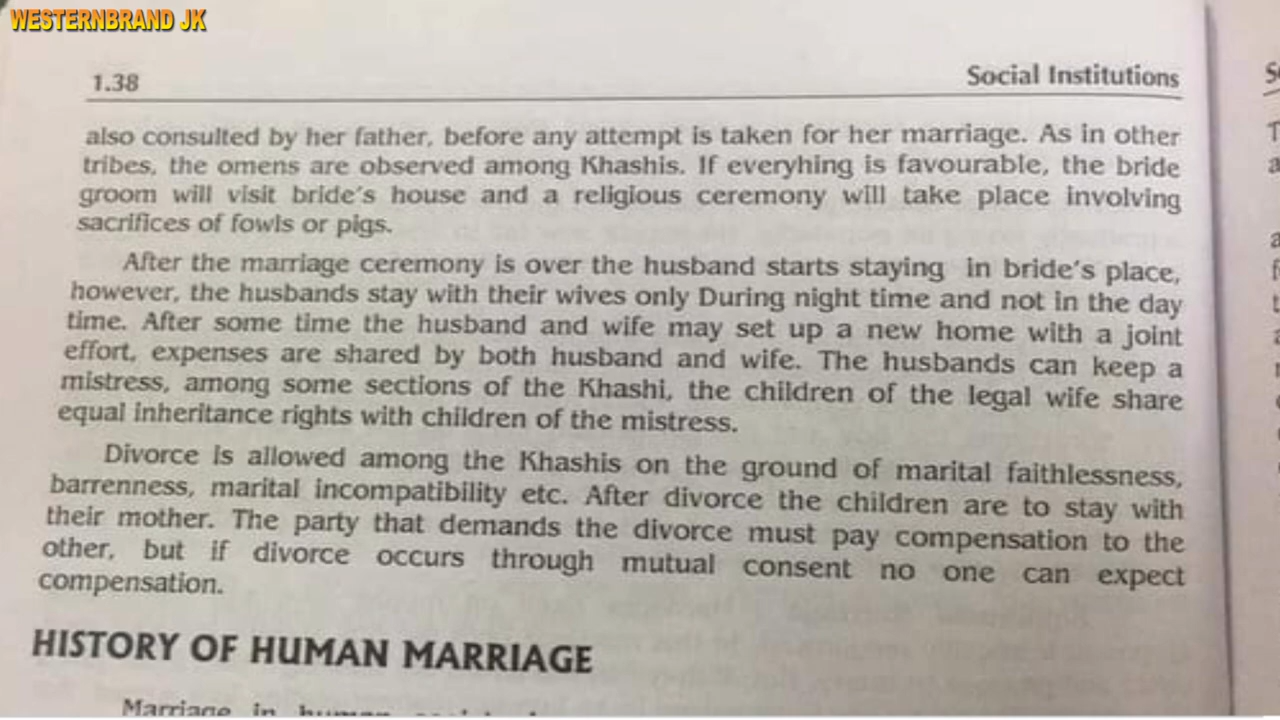 WESTERNBRAND JK
1.38
Social Institutions
also consulted by her father, before any attempt is taken for her marriage. As in other
tribes, the omens are observed among Khashis. If everyhing is favourable, the bride
groom will visit bride's house and a religious ceremony will take place involving
sacrifices of fowls or pigs.
After the marriage ceremony is over the husband starts staying in bride's place,
however, the husbands stay with their wives only During night time and not in the day
time. After some time the husband and wife may set up a new home with a joint
effort, expenses are shared by both husband and wife. The husbands can keep a
mistress, among some sections of the Khashi, the children of the legal wife share
equal inheritance rights with children of the mistress.
Divorce is allowed among the Khashis on the ground of marital faithlessness,
barrenness, marital incompatibility etc. After divorce the children are to stay with
their mother. The party that demands the divorce must pay compensation to the
other, but if divorce occurs through mutual consent no one can expect
compensation.
HISTORY OF HUMAN MARRIAGE
Marriage in human